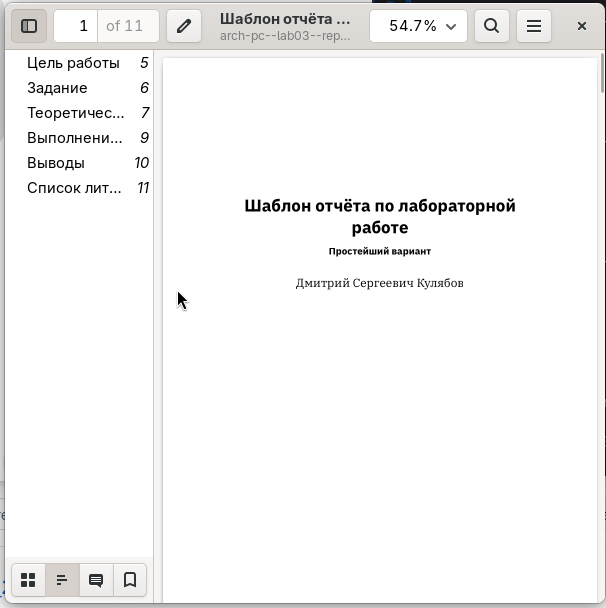 1 of 11
Шаблон отчёта ...
arch-pc--lab03--rep...
54.7%
Цель работы 5
Задание 6
Теоретичес... 7
Выполнени... 9
Выводы 10
Список лит... 11
Шаблон отчёта по лабораторной
работе
Простейший вариант
Дмитрий Сергеевич Кулябов